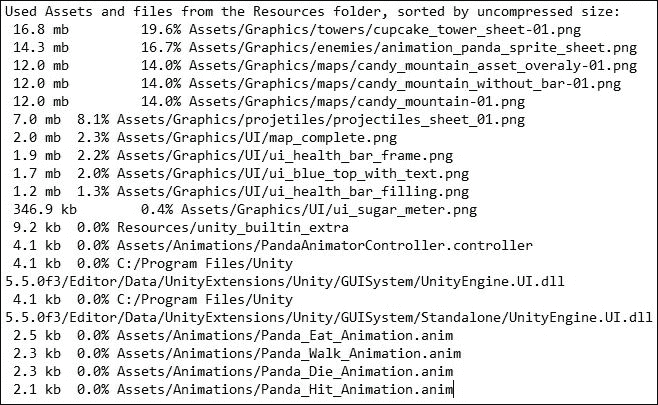 Used Assets and files from the Resources folder, sorted by uncompressed size:
16.8 mb 19.6% Assets/Graphics/towers/cupcake_tower_sheet-01.png
14.3 mb 16.7% Assets/Graphics/enemies/animation_panda_sprite_sheet.png
12.0 mb 14.0% Assets/Graphics/maps/candy_mountain_asset_overaly-01.png
12.0 mb 14.0% Assets/Graphics/maps/candy_mountain_without_bar-01.png
12.0 mb 14.0% Assets/Graphics/maps/candy_mountain-01.png
7.0 mb 8.1% Assets/Graphics/projetiles/projectiles_sheet_01.png
2.0 mb 2.3% Assets/Graphics/UI/map_complete.png
1.9 mb 2.2% Assets/Graphics/UI/ui_health_bar_frame.png
1.7 mb 2.0% Assets/Graphics/UI/ui_blue_top_with_text.png
1.2 mb 1.3% Assets/Graphics/UI/ui_health_bar_filling.png
346.9 kb 0.4% Assets/Graphics/UI/ui_sugar_meter.png
9.2 kb 0.0% Resources/unity_builtin_extra
4.1 kb 0.0% Assets/Animations/PandaAnimatorController.controller
4.1 kb 0.0% C:/Program Files/Unity
5.5.0f3/Editor/Data/UnityExtensions/Unity/GUISystem/UnityEngine.UI.dll
4.1 kb 0.0% C:/Program Files/Unity
5.5.0f3/Editor/Data/UnityExtensions/Unity/GUISystem/Standalone/UnityEngine.UI.dll
2.5 kb 0.0% Assets/Animations/Panda_Eat_Animation.anim
2.3 kb 0.0% Assets/Animations/Panda_Walk_Animation.anim
2.3 kb 0.0% Assets/Animations/Panda_Die_Animation.anim
2.1 kb 0.0% Assets/Animations/Panda_Hit_Animation.anim